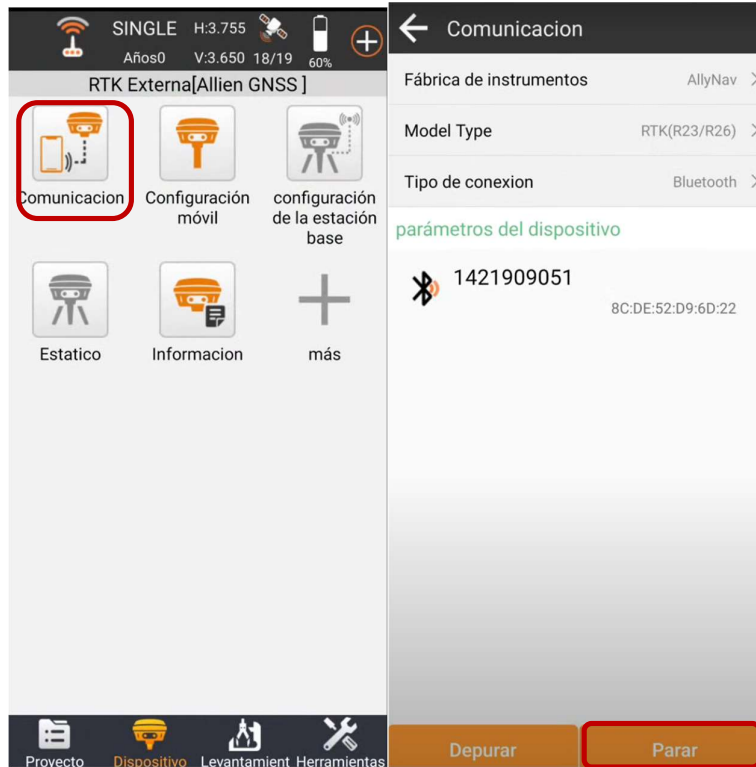 SINGLE H:3.755
Años0 V:3.650 18/19 60%
RTK Externa[Allien GNSS ]
Comunicacion
Configuración
móvil
configuración
de la estación
base
Estatico
Informacion
más
Proyecto
Dispositivo
Levantamient
Herramientas
Comunicacion
Fábrica de instrumentos AllyNav
Model Type RTK(R23/R26)
Tipo de conexion Bluetooth
parámetros del dispositivo
1421909051
8C:DE:52:D9:6D:22
Depurar
Parar